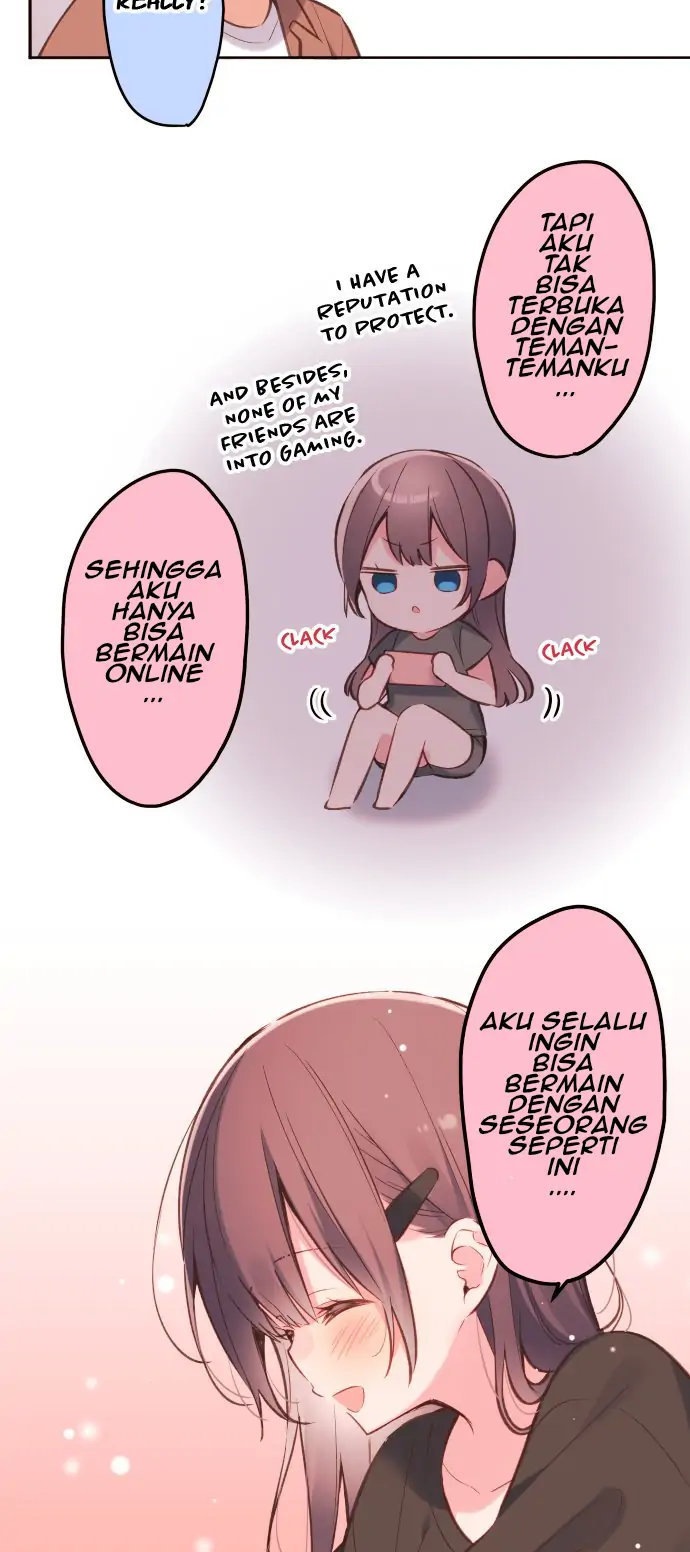 REALLY?
TAPI
AKU
TAK
BISA
TERBUKA
DENGAN
TEMAN-
TEMANKU
...
I HAVE A
REPUTATION
TO PROTECT.
AND BESIDES,
NONE OF MY
FRIENDS ARE
INTO GAMING.
SEHINGGA
AKU
HANYA
BISA
BERMAIN
ONLINE
...
CLACK
CLACK
AKU SELALU
INGIN
BISA
BERMAIN
DENGAN
SESEORANG
SEPERTI
INI
....